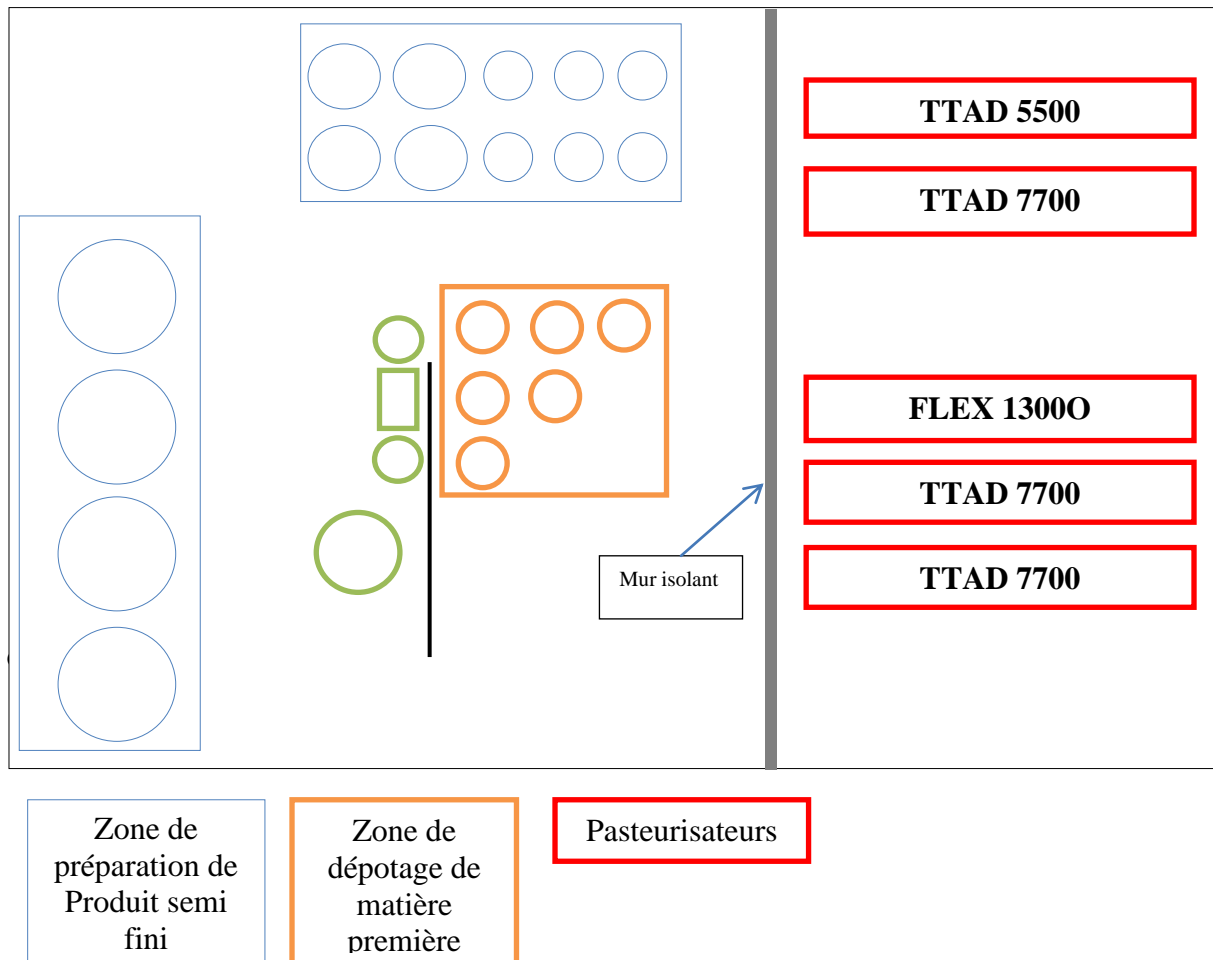 TTAD 5500
TTAD 7700
FLEX 1300O
TTAD 7700
Mur isolant
TTAD 7700
Zone de
préparation de
Produit semi
fini
Zone de
dépotage de
matière
première
Pasteurisateurs